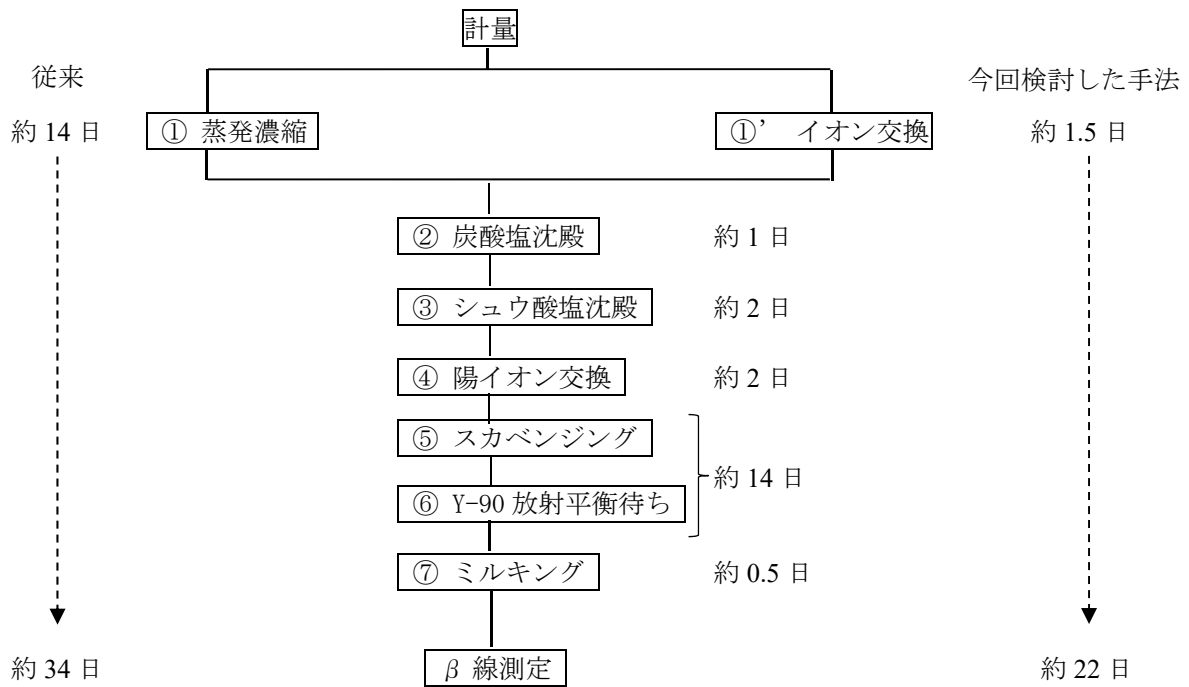 計量
従来
今回検討した手法
約 14 日
① 蒸発濃縮
①’ イオン交換
約 1.5 日
② 炭酸塩沈殿
約 1 日
③ シュウ酸塩沈殿
約 2 日
④ 陽イオン交換
約 2 日
⑤ スカベンジング
約 14 日
⑥ Y-90 放射平衡待ち
⑦ ミルキング
約 0.5 日
約 34 日
β 線測定
約 22 日